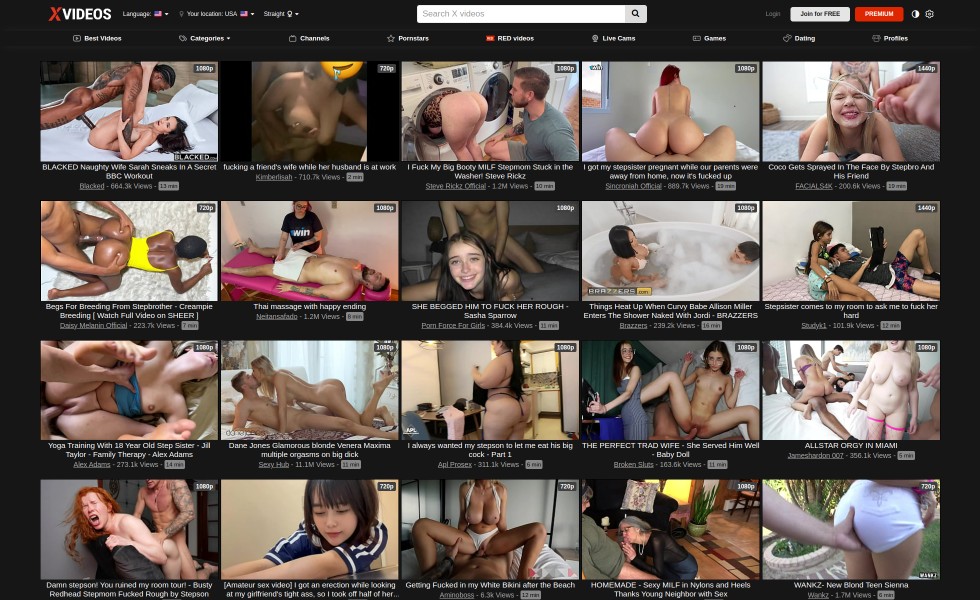 XVIDEOS
Language:
Your location: USA
Straight
Search X videos
Login
Join for FREE
PREMIUM
Best Videos
Categories
Channels
Pornstars
RED videos
Live Cams
Games
Dating
Profiles
1080p
BLACKED
BLACKED Naughty Wife Sarah Sneaks In A Secret
BBC Workout
Blacked - 664.3k Views - 13 min
720p
fucking a friend's wife while her husband is at work
Kimberlisah - 710.7k Views - 2 min
1080p
I Fuck My Big Booty MILF Stepmom Stuck in the
Washer! Steve Rickz
Steve Rickz Official - 1.2M Views - 10 min
1080p
I got my stepsister pregnant while our parents were
away from home, now it's fucked up
Sincroniah Official - 889.7k Views - 19 min
1440p
Coco Gets Sprayed In The Face By Stepbro And
His Friend
FACIALS4K - 200.6k Views - 19 min
720p
Begs For Breeding From Stepbrother - Creampie
Breeding [ Watch Full Video on SHEER ]
Daisy Melanin Official - 223.7k Views - 7 min
1080p
win
Thai massage with happy ending
Neitansafado - 1.2M Views - 8 min
1080p
SHE BEGGED HIM TO FUCK HER ROUGH -
Sasha Sparrow
Porn Force For Girls - 384.4k Views - 11 min
1080p
BRAZZERS
Things Heat Up When Curvy Babe Allison Miller
Enters The Shower Naked With Jordi - BRAZZERS
Brazzers - 239.2k Views - 16 min
1440p
Stepsister comes to my room to ask me to fuck her
hard
Studyk1 - 101.9k Views - 12 min
1080p
Yoga Training With 18 Year Old Step Sister - Jill
Taylor - Family Therapy - Alex Adams
Alex Adams - 273.1k Views - 14 min
1080p
Dane Jones Glamorous blonde Venera Maxima
multiple orgasms on big dick
Sexy Hub - 11.1M Views - 11 min
1080p
APL
I always wanted my stepson to let me eat his big
cock - Part 1
Apl Prosex - 311.1k Views - 6 min
1080p
THE PERFECT TRAD WIFE - She Served Him Well
- Baby Doll
Broken Sluts - 163.6k Views - 11 min
1080p
ALLSTAR ORGY IN MIAMI
Jameshardon 007 - 356.1k Views - 5 min
1080p
Damn stepson! You ruined my room tour! - Busty
Redhead Stepmom Fucked Rough by Stepson
720p
[Amateur sex video] I got an erection while looking
at my girlfriend's tight ass, so I took off half of her...
720p
Getting Fucked in my White Bikini after the Beach
Aminoboss - 6.3k Views - 12 min
1080p
HOMEMADE - Sexy MILF in Nylons and Heels
Thanks Young Neighbor with Sex
720p
WANKZ
WANKZ- New Blond Teen Sienna
Wankz - 1.7M Views - 6 min